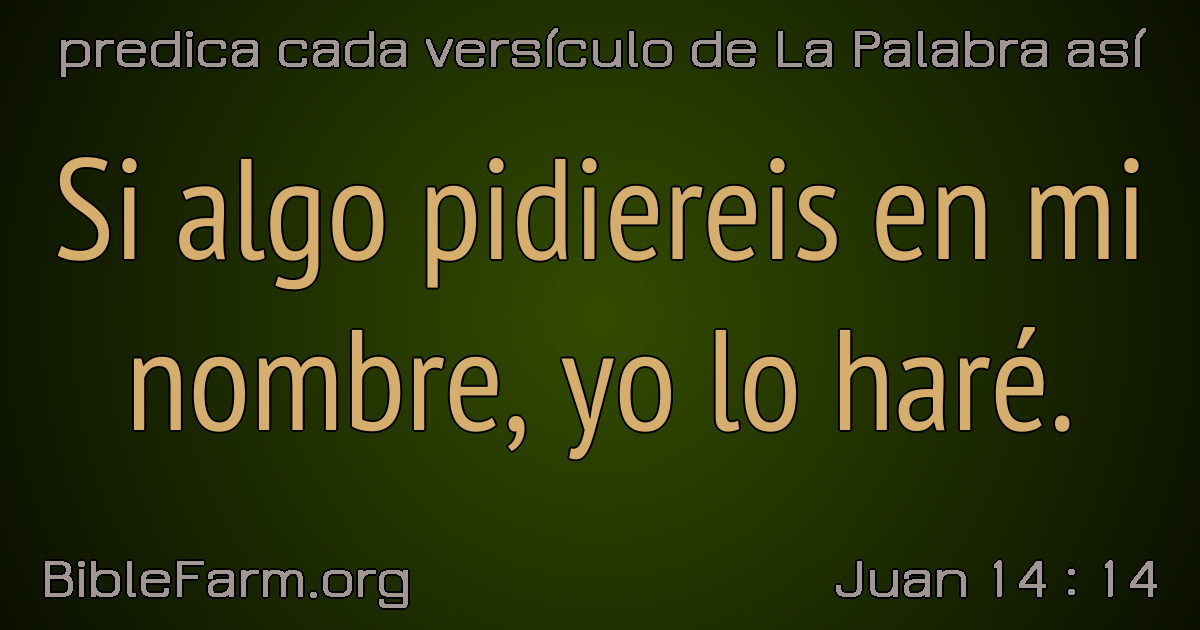 predica cada versículo de La Palabra así
Si algo pidiereis en mi
nombre, yo lo haré.
BibleFarm.org
Juan 14 : 14